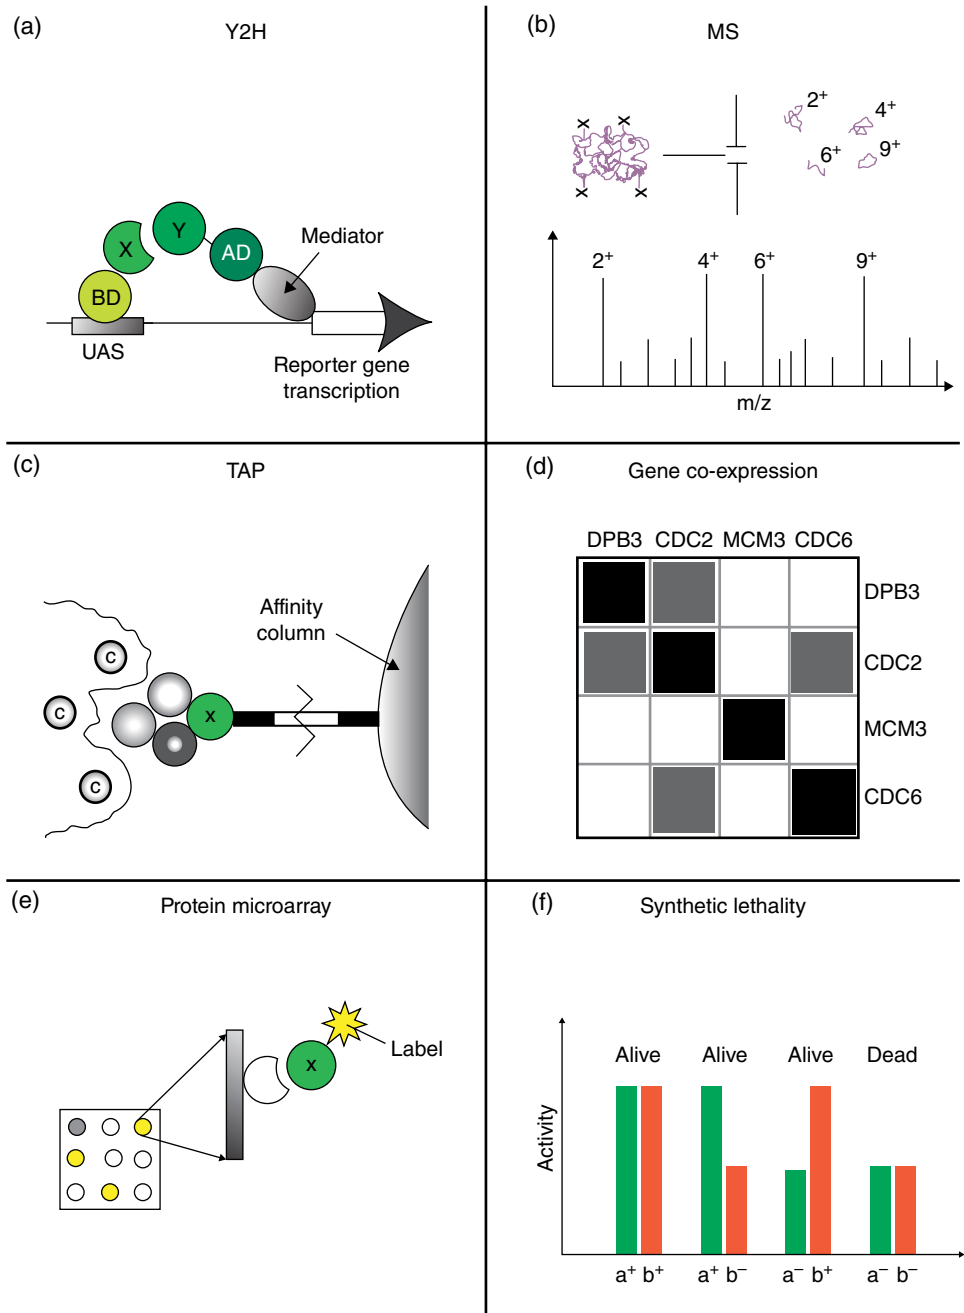 (a)
Y2H
X
Y
AD
BD
Mediator
UAS
Reporter gene
transcription
(b)
MS
x x
x x
2+
4+
6+
9+
2+ 4+ 6+ 9+
m/z
(c)
TAP
Affinity
column
c
c
c
x
(d)
Gene co-expression
DPB3 CDC2 MCM3 CDC6
DPB3
CDC2
MCM3
CDC6
(e)
Protein microarray
x
Label
(f)
Synthetic lethality
Alive Alive Alive Dead
Activity
a+ b+ a+ b− a− b+ a− b−